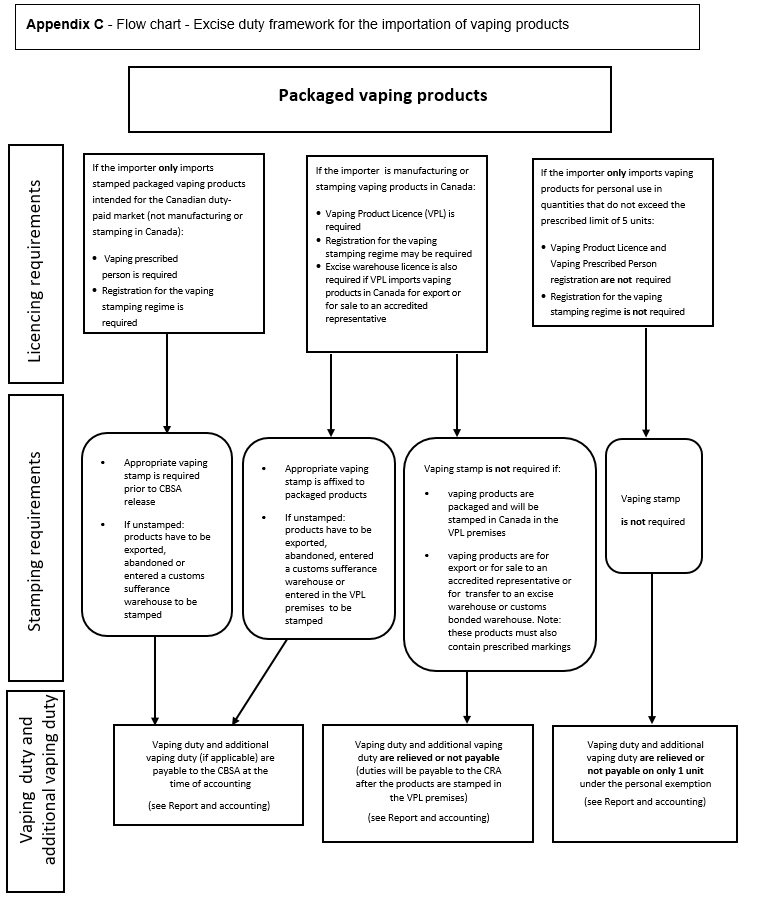 Appendix C - Flow chart - Excise duty framework for the importation of vaping products
Packaged vaping products
Licencing requirements
If the importer only imports
stamped packaged vaping products
intended for the Canadian duty-
paid market (not manufacturing or
stamping in Canada):
• Vaping prescribed
person is required
• Registration for the vaping
stamping regime is
required
If the importer is manufacturing or
stamping vaping products in Canada:
• Vaping Product Licence (VPL) is
required
• Registration for the vaping
stamping regime may be required
• Excise warehouse licence is also
required if VPL imports vaping
products in Canada for export or
for sale to an accredited
representative
If the importer only imports vaping
products for personal use in
quantities that do not exceed the
prescribed limit of 5 units:
• Vaping Product Licence and
Vaping Prescribed Person
registration are not required
• Registration for the vaping
stamping regime is not required
Stamping requirements
• Appropriate vaping
stamp is required
prior to CBSA
release
• If unstamped:
products have to be
exported,
abandoned or
entered a customs
sufferance
warehouse to be
stamped
• Appropriate vaping
stamp is affixed to
packaged products
• If unstamped:
products have to be
exported,
abandoned, entered
a customs sufferance
warehouse or
entered in the VPL
premises to be
stamped
Vaping stamp is not required if:
• vaping products are
packaged and will be
stamped in Canada in the
VPL premises
• vaping products are for
export or for sale to an
accredited representative or
for transfer to an excise
warehouse or customs
bonded warehouse. Note:
these products must also
contain prescribed markings
Vaping stamp
is not required
Vaping duty and
additional vaping duty
Vaping duty and additional
vaping duty (if applicable) are
payable to the CBSA at the
time of accounting
(see Report and accounting)
Vaping duty and additional vaping
duty are relieved or not payable
(duties will be payable to the CRA
after the products are stamped in
the VPL premises)
(see Report and accounting)
Vaping duty and additional
vaping duty are relieved or
not payable on only 1 unit
under the personal exemption
(see Report and accounting)